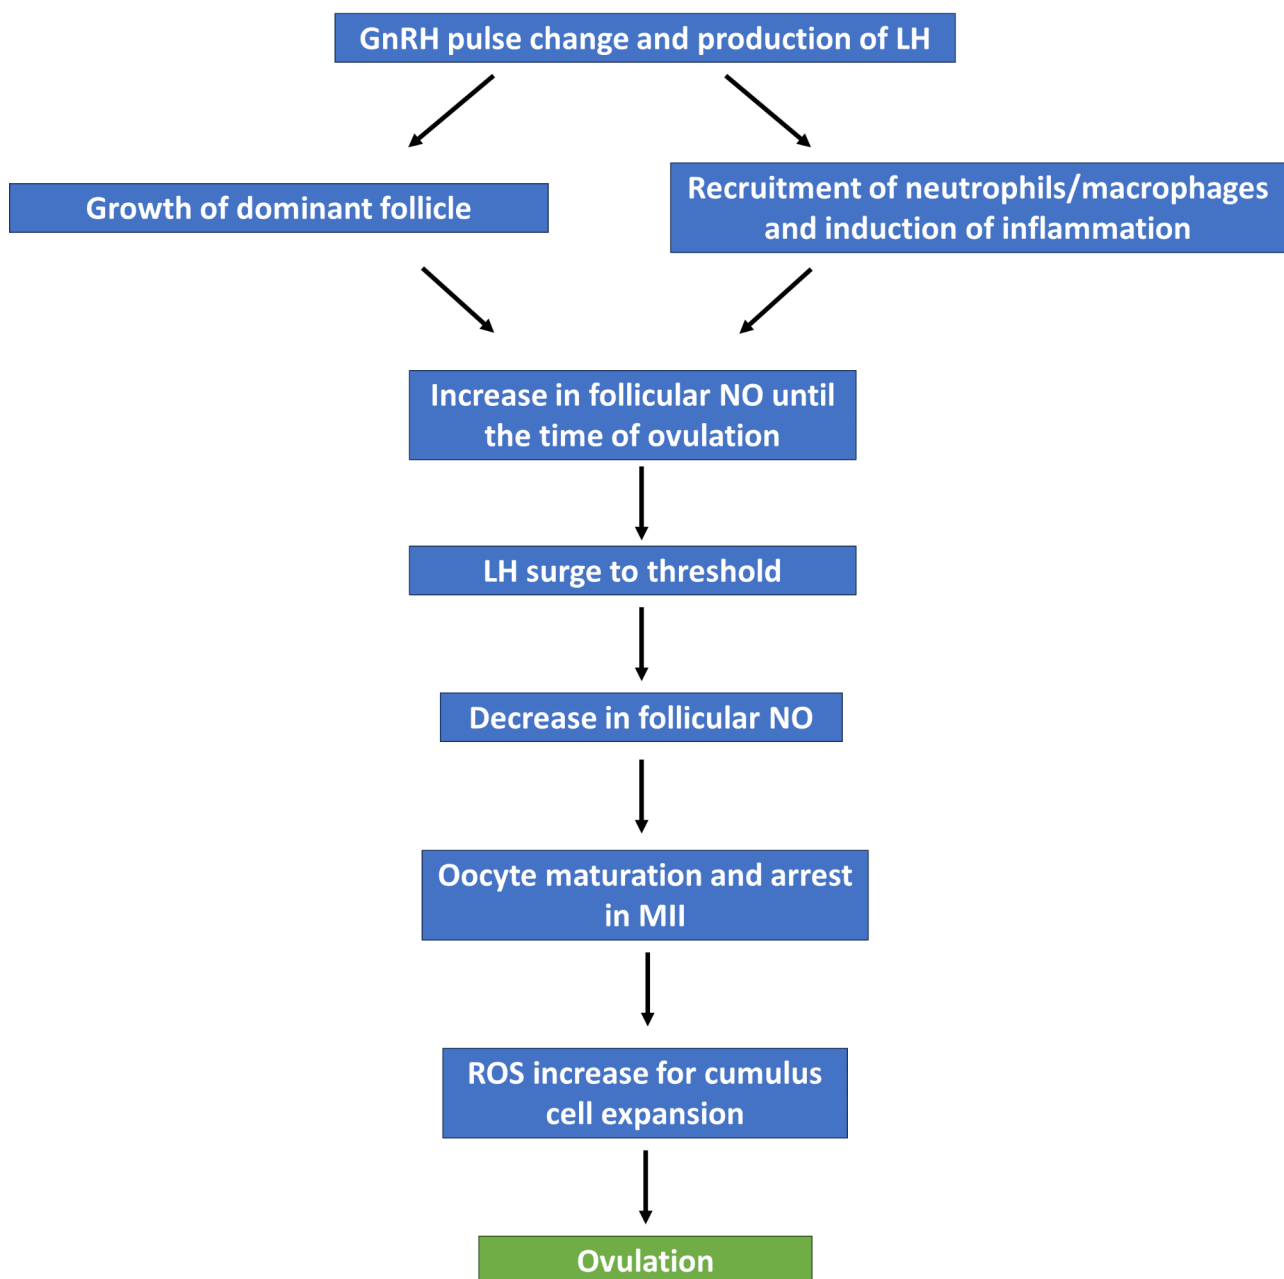 GnRH pulse change and production of LH
Growth of dominant follicle
Recruitment of neutrophils/macrophages
and induction of inflammation
Increase in follicular NO until
the time of ovulation
LH surge to threshold
Decrease in follicular NO
Oocyte maturation and arrest
in MII
ROS increase for cumulus
cell expansion
Ovulation